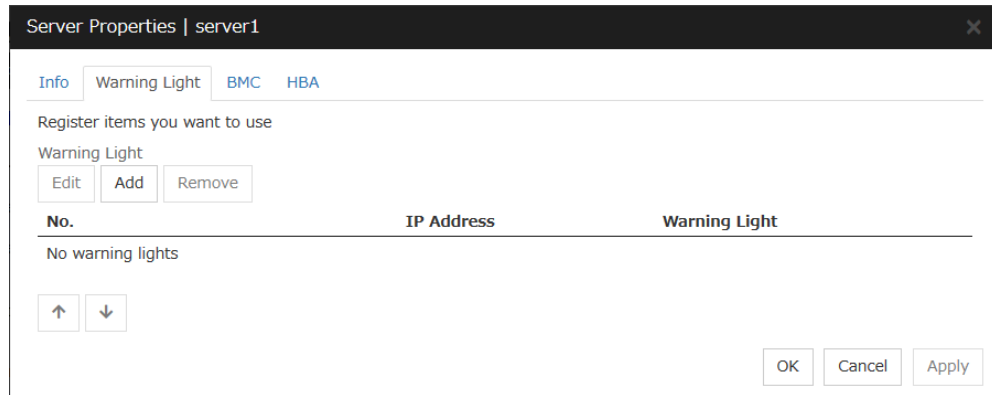 Server Properties | server1 ×
Info Warning Light BMC HBA
Register items you want to use
Warning Light
Edit Add Remove
No. IP Address Warning Light
No warning lights
↑ ↓
OK Cancel Apply